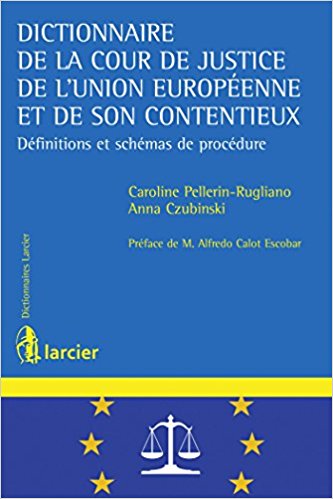 DICTIONNAIRE
DE LA COUR DE JUSTICE
DE L'UNION EUROPÉENNE
ET DE SON CONTENTIEUX
Définitions et schémas de procédure
Caroline Pellerin-Rugliano
Anna Czubinski
Préface de M. Alfredo Calot Escobar
Dictionnaires Larcier
larcier